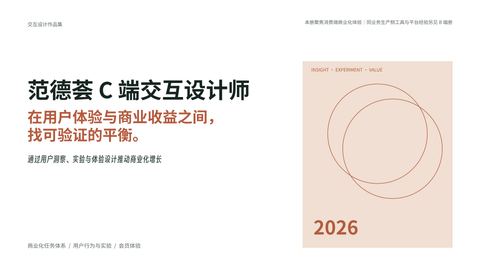 交互设计作品集
本册聚焦消费端商业化体验｜同业务生产侧工具与平台经验另见 B 端册
INSIGHT · EXPERIMENT · VALUE
范德荟 C 端交互设计师
在用户体验与商业收益之间，
找可验证的平衡。
通过用户洞察、实验与体验设计推动商业化增长
2026
商业化任务体系 / 用户行为与实验 / 会员体验